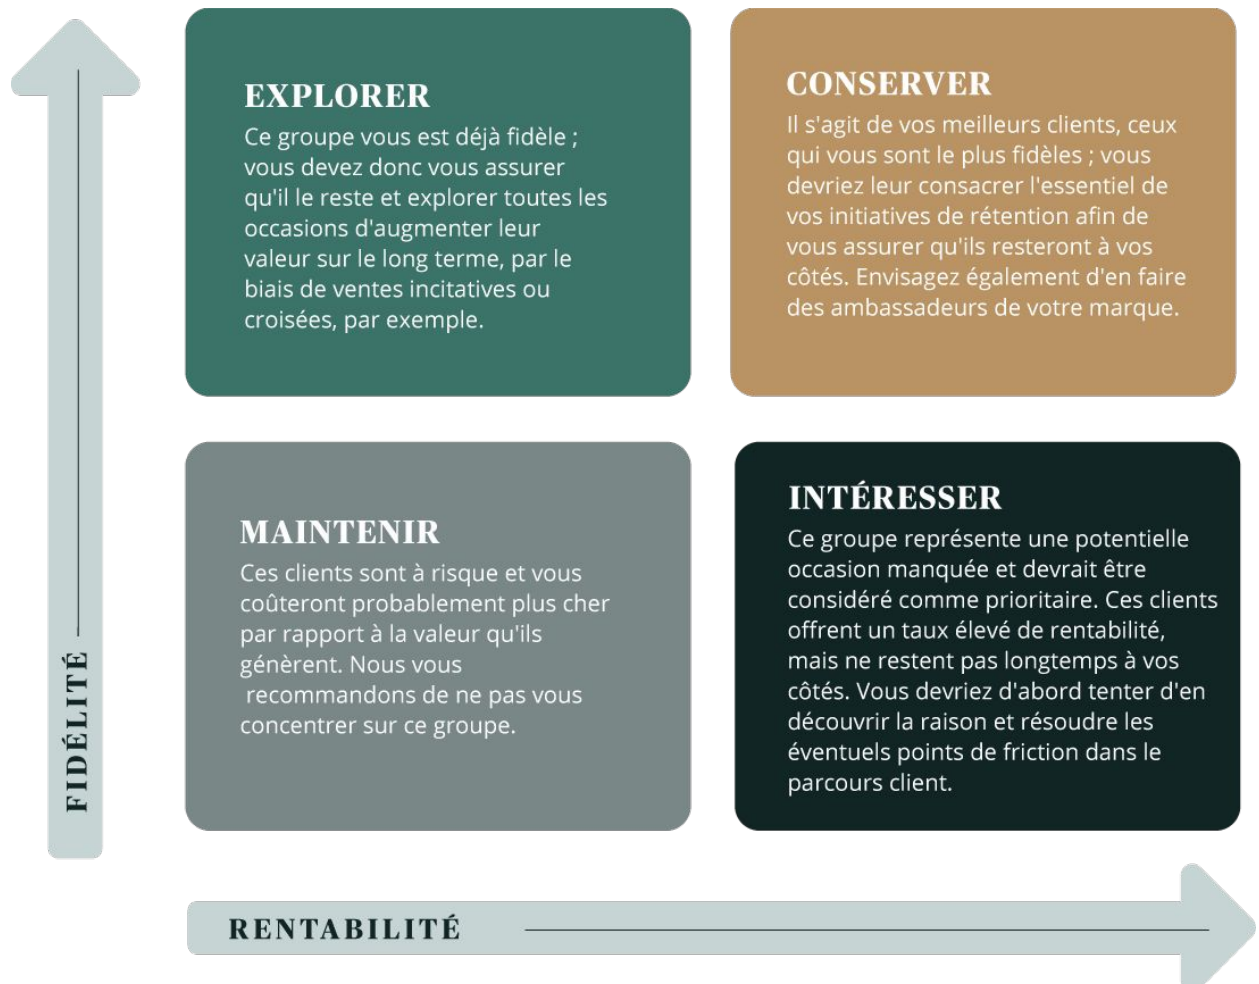 EXPLORER
Ce groupe vous est déjà fidèle ;
vous devez donc vous assurer
qu'il le reste et explorer toutes les
occasions d'augmenter leur
valeur sur le long terme, par le
biais de ventes incitatives ou
croisées, par exemple.
CONSERVER
Il s'agit de vos meilleurs clients, ceux
qui vous sont le plus fidèles ; vous
devriez leur consacrer l'essentiel de
vos initiatives de rétention afin de
vous assurer qu'ils resteront à vos
côtés. Envisagez également d'en faire
des ambassadeurs de votre marque.
MAINTENIR
Ces clients sont à risque et vous
coûteront probablement plus cher
par rapport à la valeur qu'ils
génèrent. Nous vous
recommandons de ne pas vous
concentrer sur ce groupe.
INTÉRESSER
Ce groupe représente une potentielle
occasion manquée et devrait être
considéré comme prioritaire. Ces clients
offrent un taux élevé de rentabilité,
mais ne restent pas longtemps à vos
côtés. Vous devriez d'abord tenter d'en
découvrir la raison et résoudre les
éventuels points de friction dans le
parcours client.
FIDÉLITÉ
RENTABILITÉ